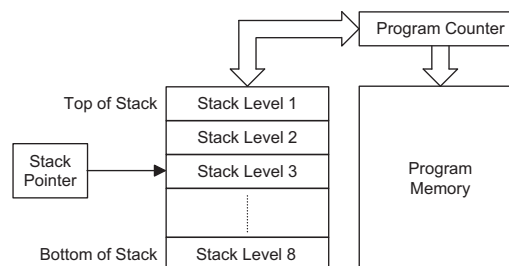 Program Counter
Top of Stack
Stack Level 1
Stack Level 2
Stack
Pointer
Stack Level 3
Program
Memory
Bottom of Stack
Stack Level 8